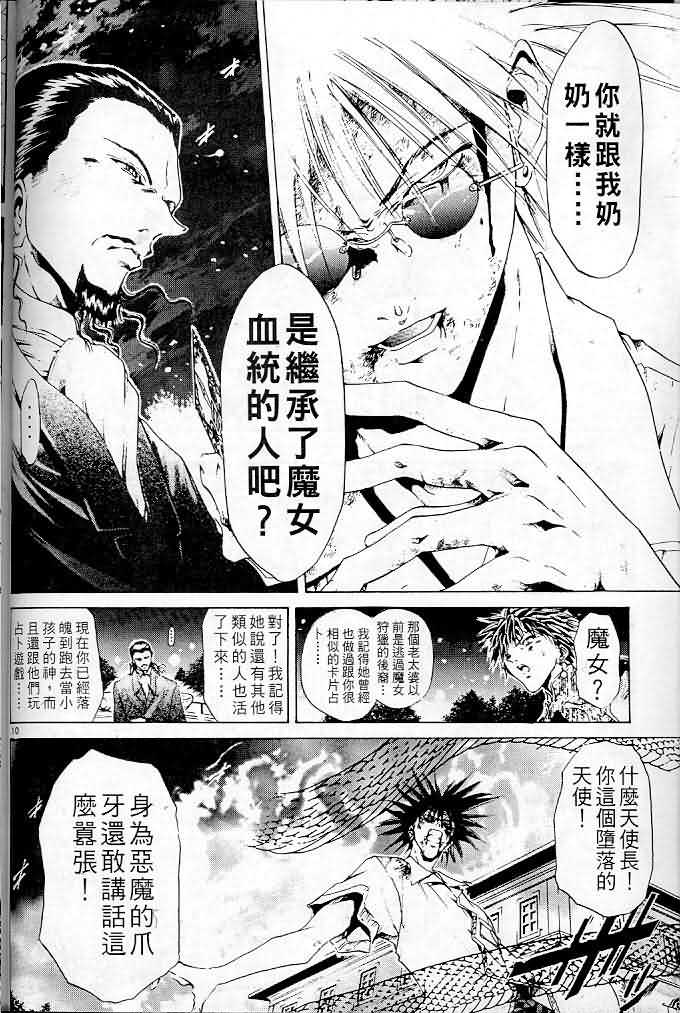 你就跟我奶
奶一樣⋯⋯
是繼承了魔女
血統的人吧？
⋯⋯
魔女？
那個老太婆以
前是逃過魔女
狩獵的後裔⋯
我記得她曾經
也做過跟你很
相似的卡片占
卜⋯⋯
對了！我記得
她說還有其他
類似的人也活
了下來⋯⋯
⋯⋯
現在你已經落
魄到跑去當小
孩子的神，而
且還跟他們玩
占卜遊戲⋯⋯
10
什麼天使長！
你這個墮落的
天使！
身為惡魔的爪
牙還敢講話這
麼囂張！